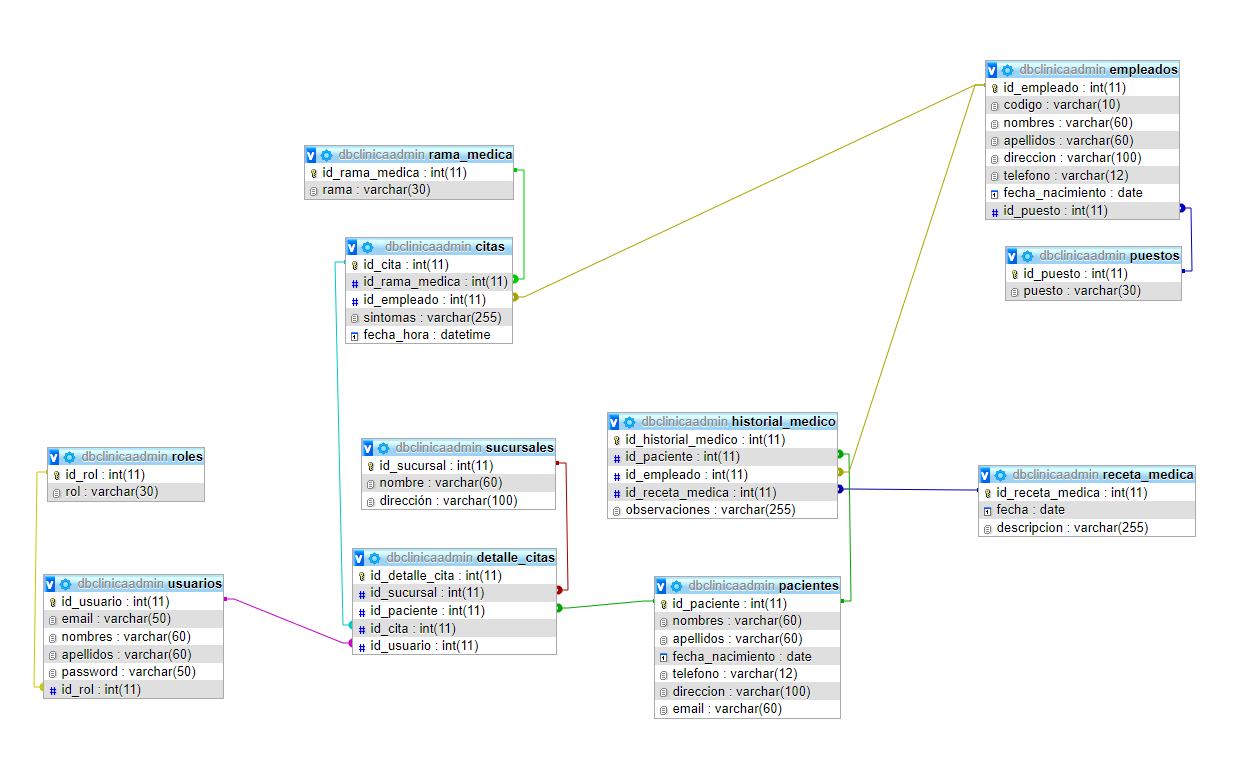 dbclinicaadmin empleados
id_empleado : int(11)
codigo : varchar(10)
nombres : varchar(60)
apellidos : varchar(60)
direccion : varchar(100)
telefono : varchar(12)
fecha_nacimiento : date
id_puesto : int(11)
dbclinicaadmin rama_medica
id_rama_medica : int(11)
rama : varchar(30)
dbclinicaadmin citas
id_cita : int(11)
id_rama_medica : int(11)
id_empleado : int(11)
sintomas : varchar(255)
fecha_hora : datetime
dbclinicaadmin puestos
id_puesto : int(11)
puesto : varchar(30)
dbclinicaadmin historial_medico
id_historial_medico : int(11)
id_paciente : int(11)
id_empleado : int(11)
id_receta_medica : int(11)
observaciones : varchar(255)
dbclinicaadmin sucursales
id_sucursal : int(11)
nombre : varchar(60)
dirección : varchar(100)
dbclinicaadmin roles
id_rol : int(11)
rol : varchar(30)
dbclinicaadmin receta_medica
id_receta_medica : int(11)
fecha : date
descripcion : varchar(255)
dbclinicaadmin detalle_citas
id_detalle_cita : int(11)
id_sucursal : int(11)
id_paciente : int(11)
id_cita : int(11)
id_usuario : int(11)
dbclinicaadmin usuarios
id_usuario : int(11)
email : varchar(50)
nombres : varchar(60)
apellidos : varchar(60)
password : varchar(50)
id_rol : int(11)
dbclinicaadmin pacientes
id_paciente : int(11)
nombres : varchar(60)
apellidos : varchar(60)
fecha_nacimiento : date
telefono : varchar(12)
direccion : varchar(100)
email : varchar(60)